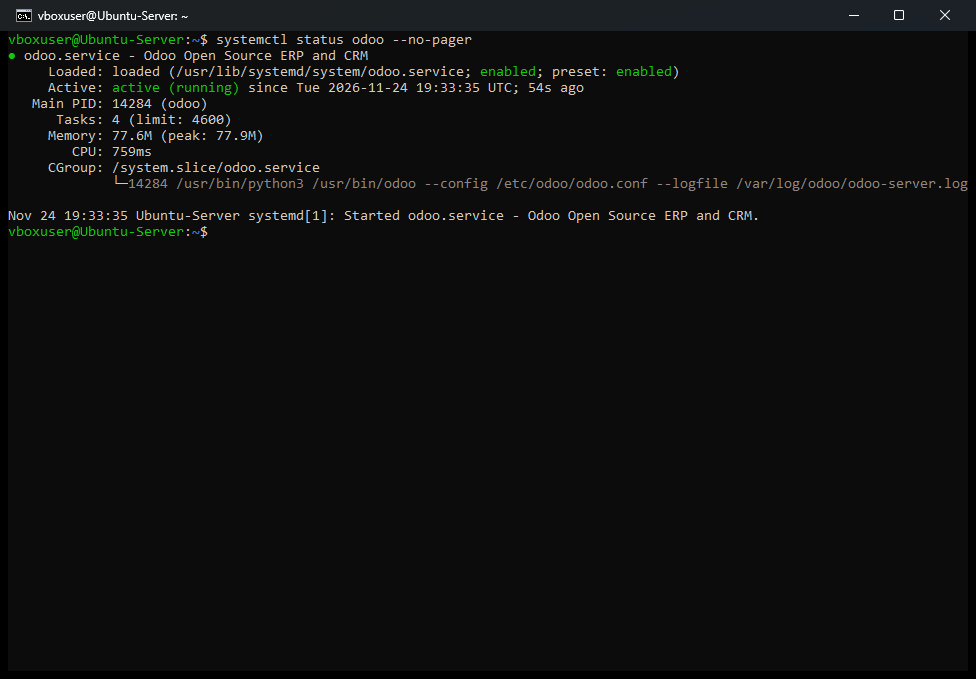 vboxuser@Ubuntu-Server: ~
vboxuser@Ubuntu-Server:~$ systemctl status odoo --no-pager
● odoo.service - Odoo Open Source ERP and CRM
     Loaded: loaded (/usr/lib/systemd/system/odoo.service; enabled; preset: enabled)
     Active: active (running) since Tue 2026-11-24 19:33:35 UTC; 54s ago
   Main PID: 14284 (odoo)
      Tasks: 4 (limit: 4600)
     Memory: 77.6M (peak: 77.9M)
        CPU: 759ms
     CGroup: /system.slice/odoo.service
             └─14284 /usr/bin/python3 /usr/bin/odoo --config /etc/odoo/odoo.conf --logfile /var/log/odoo/odoo-server.log
Nov 24 19:33:35 Ubuntu-Server systemd[1]: Started odoo.service - Odoo Open Source ERP and CRM.
vboxuser@Ubuntu-Server:~$